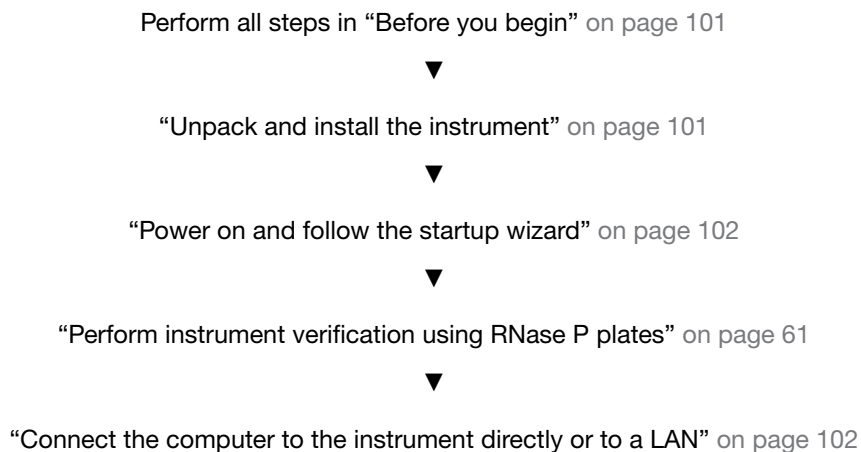 Perform all steps in “Before you begin” on page 101
▼
“Unpack and install the instrument” on page 101
▼
“Power on and follow the startup wizard” on page 102
▼
“Perform instrument verification using RNase P plates” on page 61
▼
“Connect the computer to the instrument directly or to a LAN” on page 102